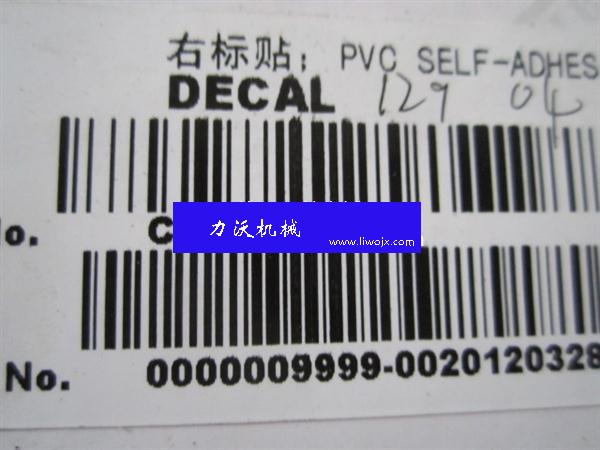 右标贴; PVC SELF-ADHES
DECAL 129 04
No. C
力沃机械
www.liwojx.com
No. 0000009999-0020120328